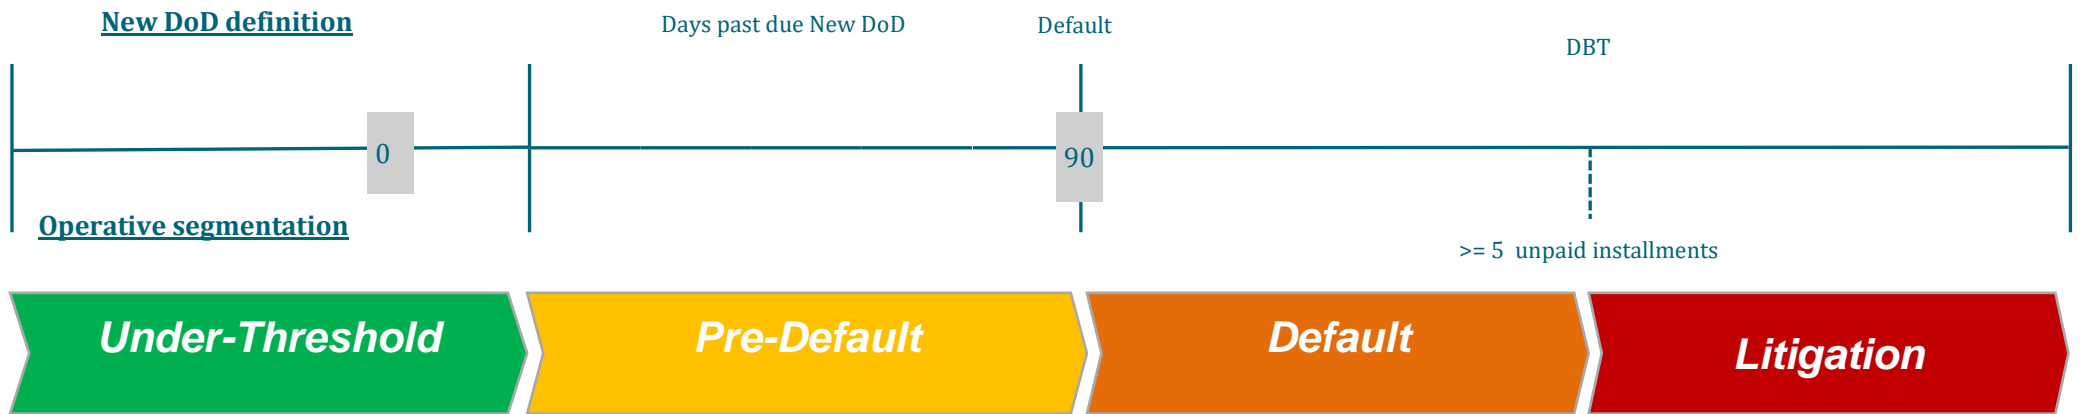 New DoD definition
Days past due New DoD
Default
DBT
0
90
Operative segmentation
>= 5 unpaid installments
Under-Threshold
Pre-Default
Default
Litigation